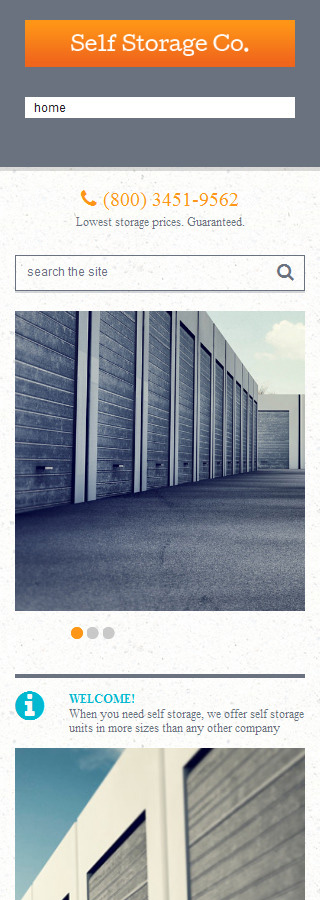 Self Storage Co.
home
(800) 3451-9562
Lowest storage prices. Guaranteed.
search the site
WELCOME!
When you need self storage, we offer self storage
units in more sizes than any other company